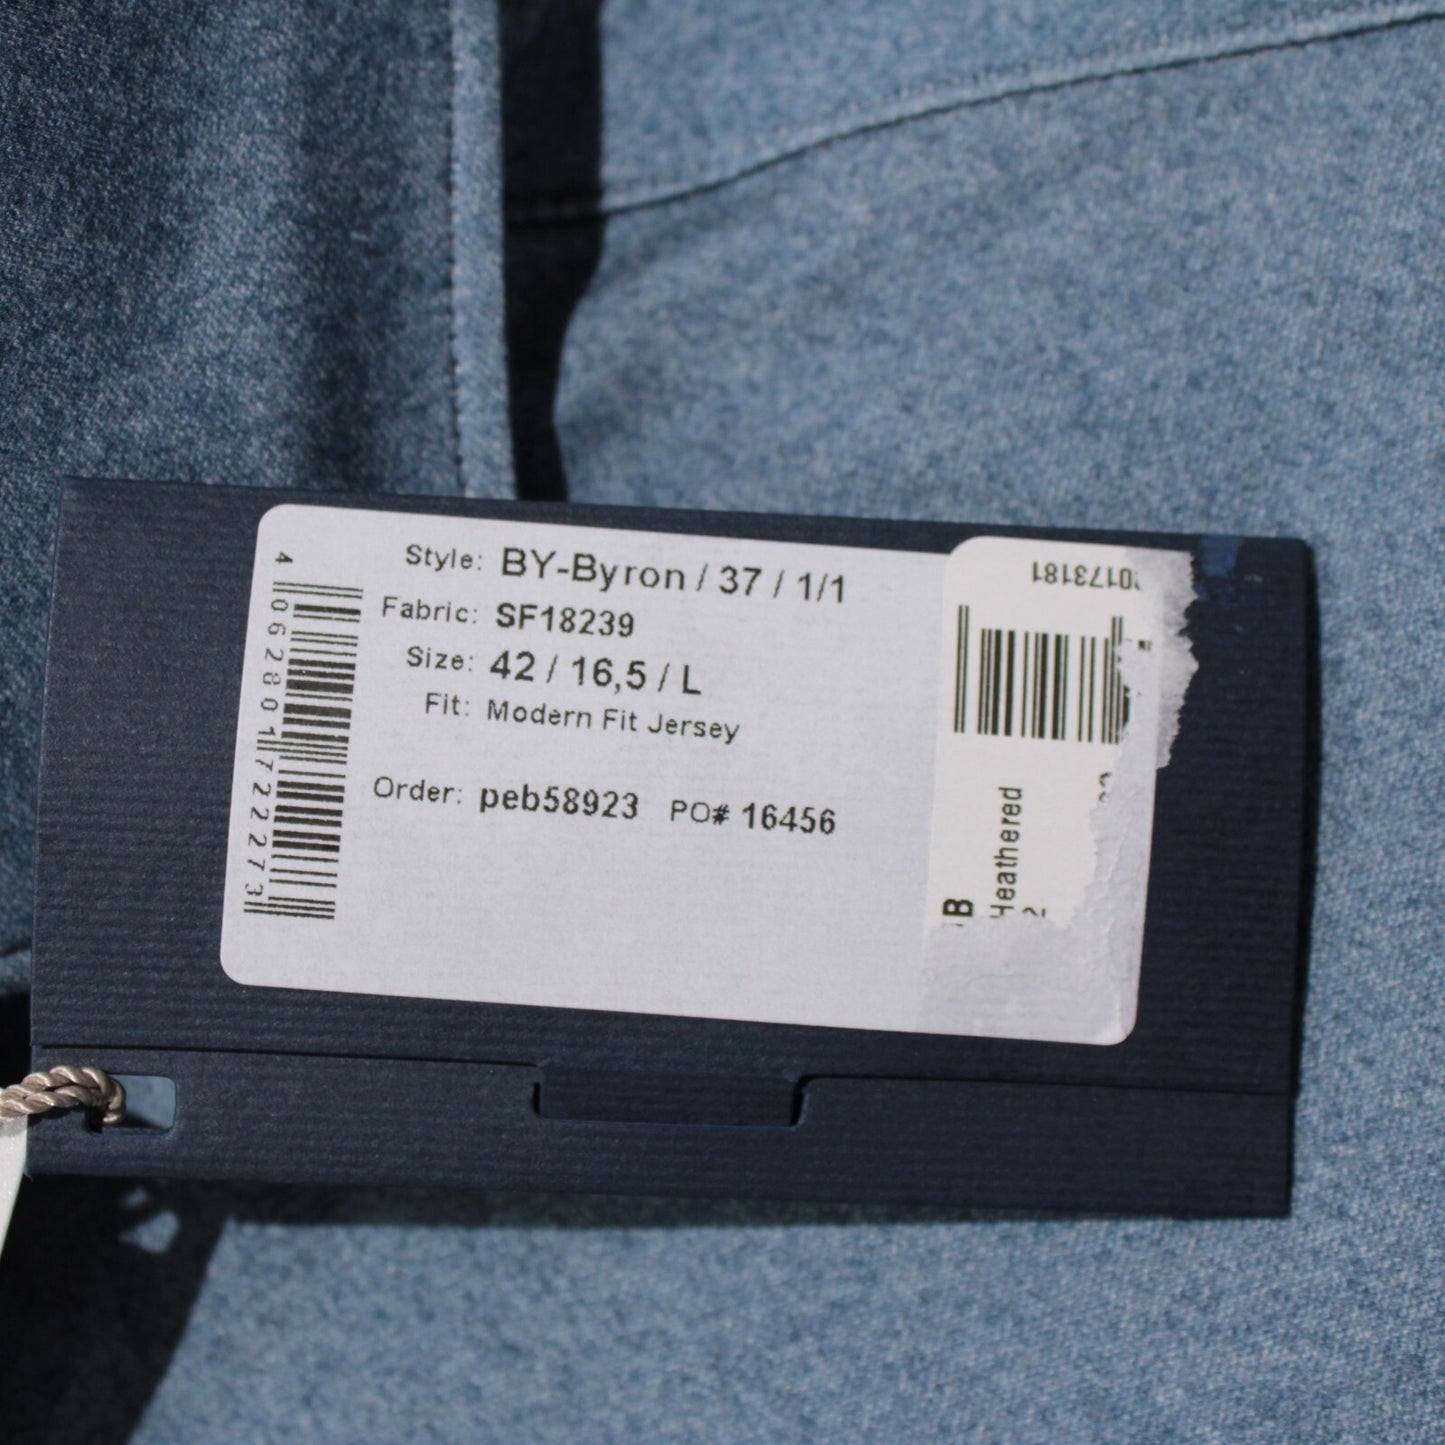 Style: BY-Byron / 37 / 1/1
Fabric: SF18239
Size: 42 / 16,5 / L
Fit: Modern Fit Jersey
Order: peb58923 PO# 16456
4 062801 722273
0173181
Heathered
2